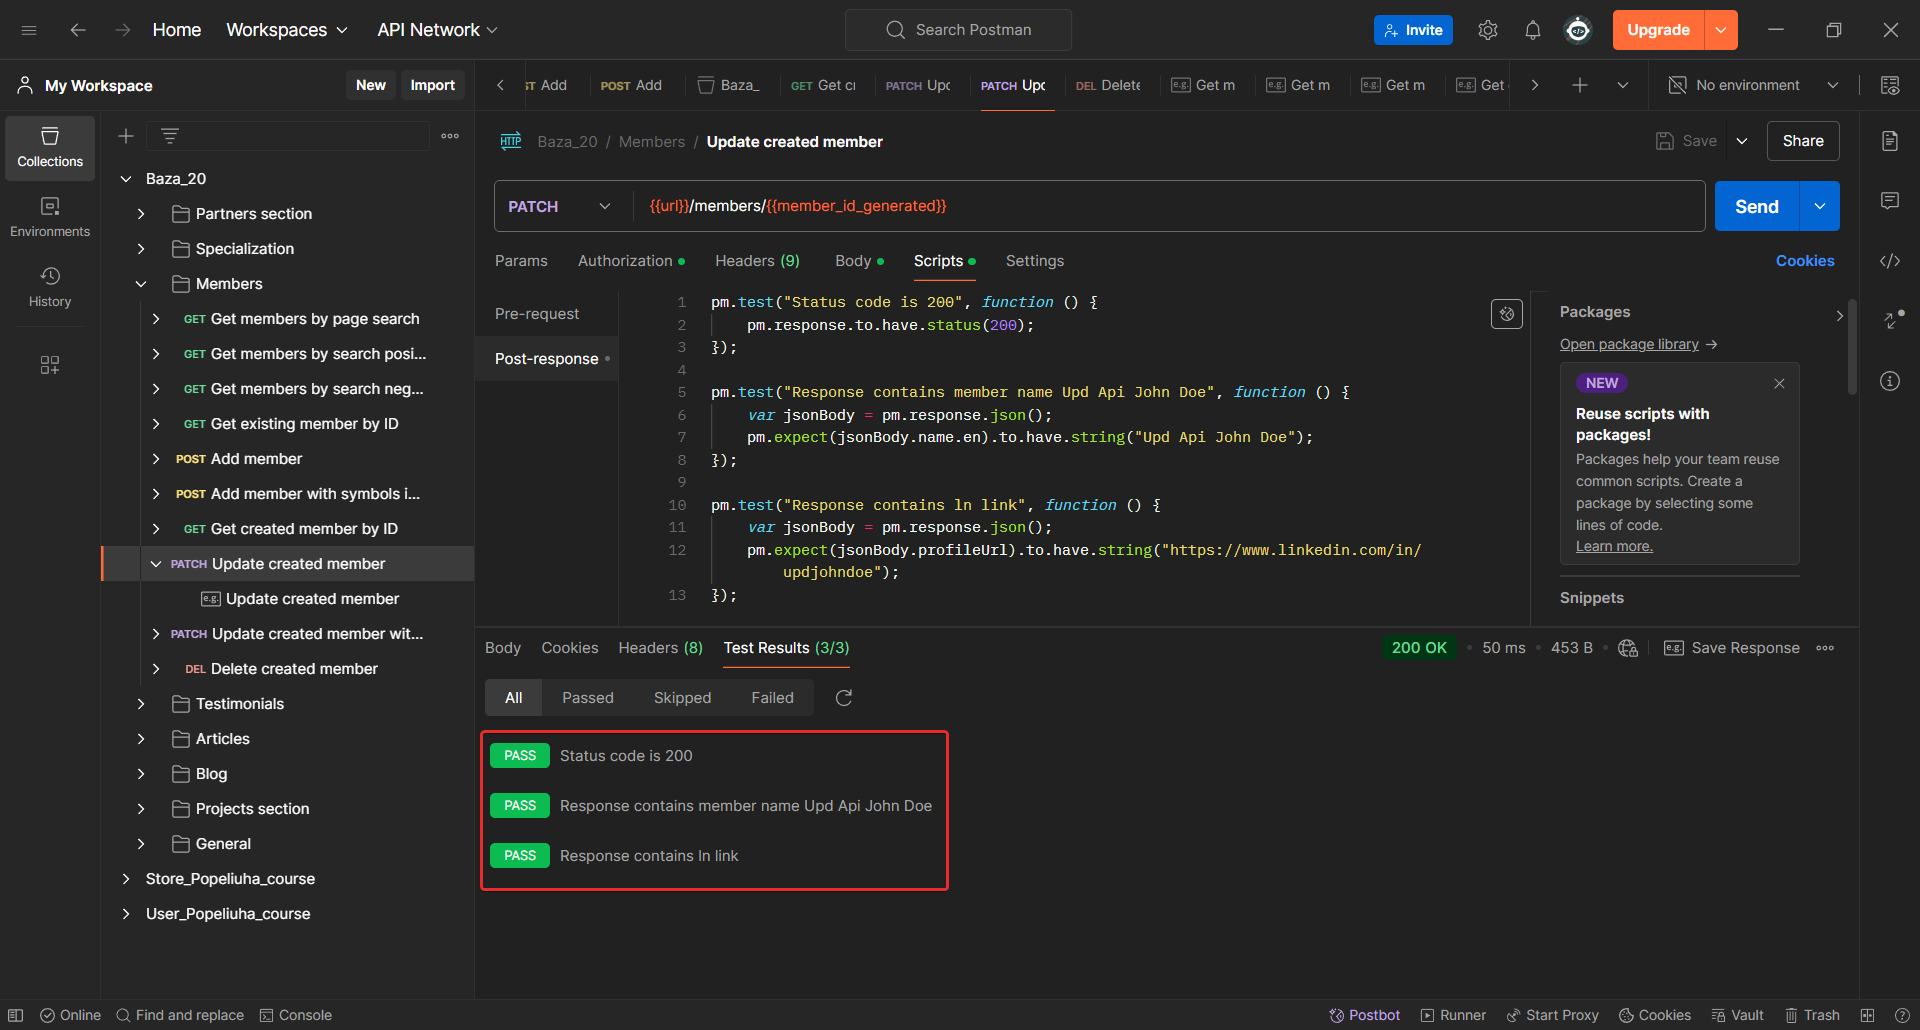 Home
Workspaces
API Network
Search Postman
Invite
Upgrade
My Workspace
New
Import
ST Add
POST Add
Baza_
GET Get cr
PATCH Upd
PATCH Upd
DEL Delete
e.g. Get m
e.g. Get m
e.g. Get m
e.g. Get
No environment
Collections
Environments
History
Baza_20
Partners section
Specialization
Members
GET Get members by page search
GET Get members by search posi...
GET Get members by search neg...
GET Get existing member by ID
POST Add member
POST Add member with symbols i...
GET Get created member by ID
PATCH Update created member
e.g. Update created member
PATCH Update created member wit...
DEL Delete created member
Testimonials
Articles
Blog
Projects section
General
Store_Popeliuha_course
User_Popeliuha_course
HTTP Baza_20 / Members / Update created member
Save
Share
PATCH
{{url}}/members/{{member_id_generated}}
Send
Params
Authorization
Headers (9)
Body
Scripts
Settings
Cookies
Pre-request
Post-response
1 pm.test("Status code is 200", function () {
2 pm.response.to.have.status(200);
3 });
4
5 pm.test("Response contains member name Upd Api John Doe", function () {
6 var jsonBody = pm.response.json();
7 pm.expect(jsonBody.name.en).to.have.string("Upd Api John Doe");
8 });
9
10 pm.test("Response contains ln link", function () {
11 var jsonBody = pm.response.json();
12 pm.expect(jsonBody.profileUrl).to.have.string("https://www.linkedin.com/in/
updjohndoe");
13 });
Packages
Open package library →
NEW
Reuse scripts with
packages!
Packages help your team reuse
common scripts. Create a
package by selecting some
lines of code.
Learn more.
Snippets
Body
Cookies
Headers (8)
Test Results (3/3)
200 OK
50 ms
453 B
e.g. Save Response
All
Passed
Skipped
Failed
PASS Status code is 200
PASS Response contains member name Upd Api John Doe
PASS Response contains ln link
Online
Find and replace
Console
Postbot
Runner
Start Proxy
Cookies
Vault
Trash